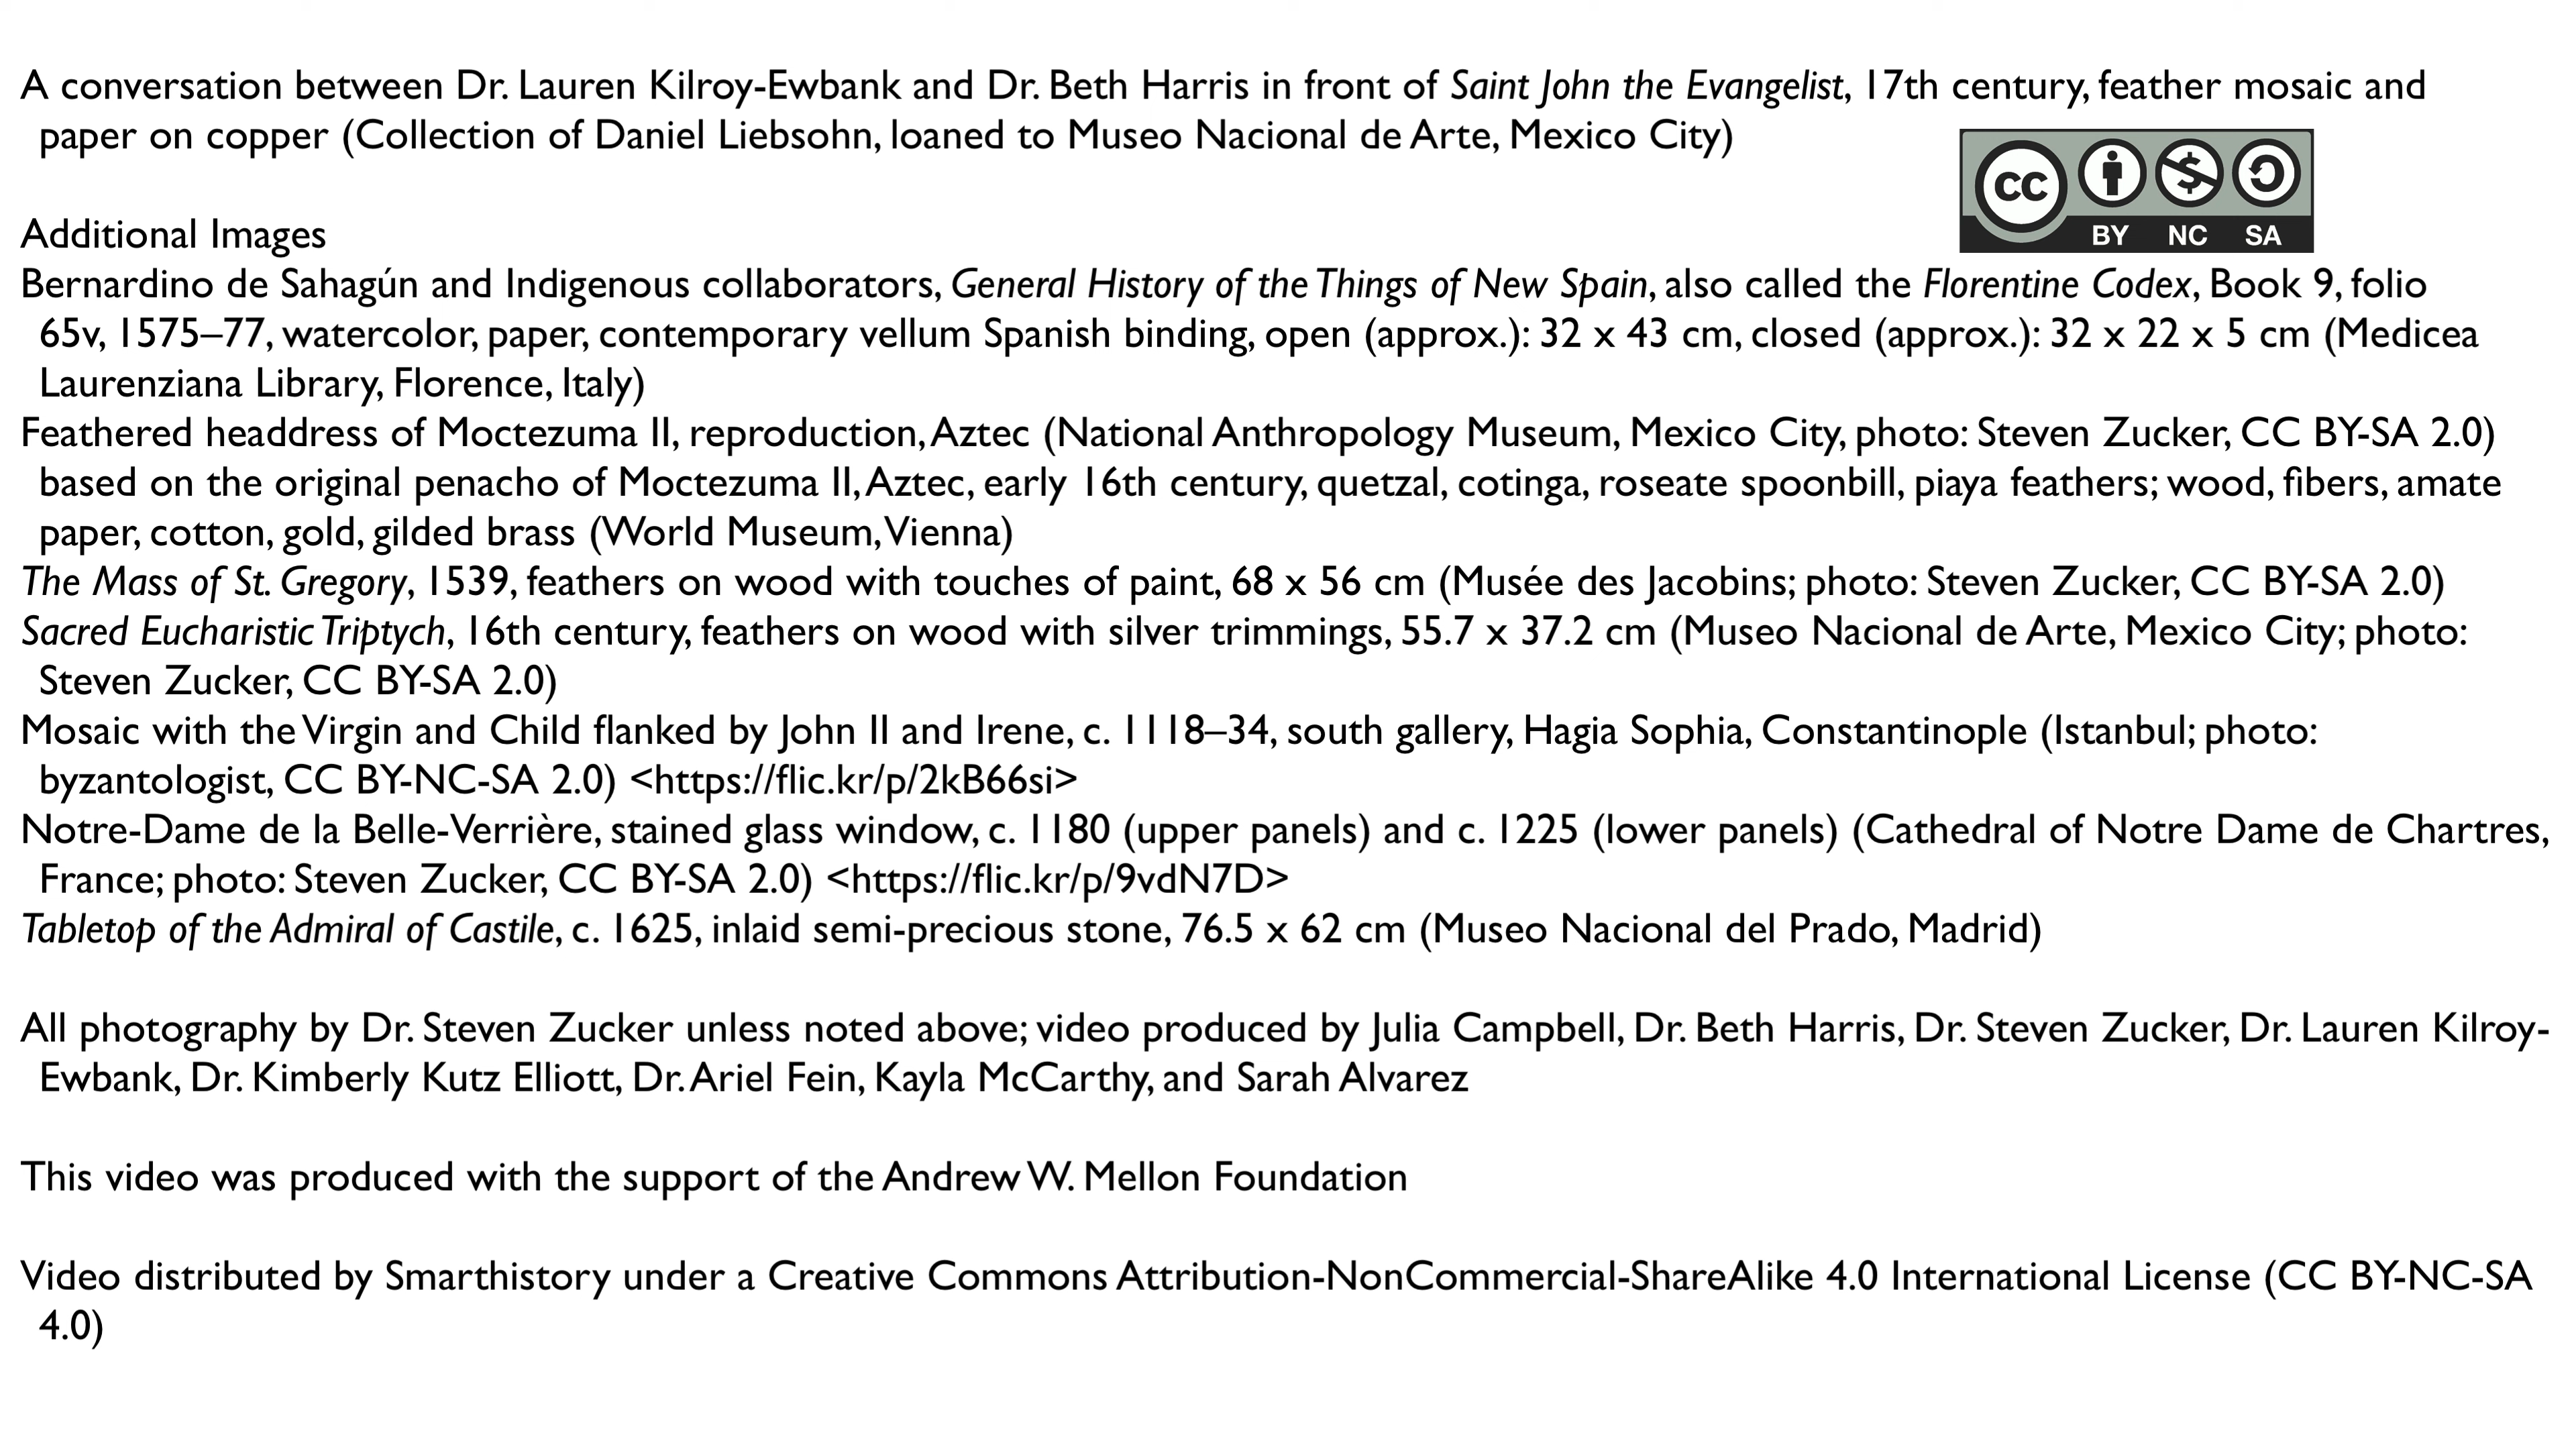 A conversation between Dr. Lauren Kilroy-Ewbank and Dr. Beth Harris in front of Saint John the Evangelist, 17th century, feather mosaic and
paper on copper (Collection of Daniel Liebsohn, loaned to Museo Nacional de Arte, Mexico City)
cc
BY NC SA
Additional Images
Bernardino de Sahagún and Indigenous collaborators, General History of the Things of New Spain, also called the Florentine Codex, Book 9, folio
65v, 1575–77, watercolor, paper, contemporary vellum Spanish binding, open (approx.): 32 x 43 cm, closed (approx.): 32 x 22 x 5 cm (Medicea
Laurenziana Library, Florence, Italy)
Feathered headdress of Moctezuma II, reproduction, Aztec (National Anthropology Museum, Mexico City, photo: Steven Zucker, CC BY-SA 2.0)
based on the original penacho of Moctezuma II, Aztec, early 16th century, quetzal, cotinga, roseate spoonbill, piaya feathers; wood, fibers, amate
paper, cotton, gold, gilded brass (World Museum, Vienna)
The Mass of St. Gregory, 1539, feathers on wood with touches of paint, 68 x 56 cm (Musée des Jacobins; photo: Steven Zucker, CC BY-SA 2.0)
Sacred Eucharistic Triptych, 16th century, feathers on wood with silver trimmings, 55.7 x 37.2 cm (Museo Nacional de Arte, Mexico City; photo:
Steven Zucker, CC BY-SA 2.0)
Mosaic with the Virgin and Child flanked by John II and Irene, c. 1118–34, south gallery, Hagia Sophia, Constantinople (Istanbul; photo:
byzantologist, CC BY-NC-SA 2.0) <https://flic.kr/p/2kB66si>
Notre-Dame de la Belle-Verrière, stained glass window, c. 1180 (upper panels) and c. 1225 (lower panels) (Cathedral of Notre Dame de Chartres,
France; photo: Steven Zucker, CC BY-SA 2.0) <https://flic.kr/p/9vdN7D>
Tabletop of the Admiral of Castile, c. 1625, inlaid semi-precious stone, 76.5 x 62 cm (Museo Nacional del Prado, Madrid)
All photography by Dr. Steven Zucker unless noted above; video produced by Julia Campbell, Dr. Beth Harris, Dr. Steven Zucker, Dr. Lauren Kilroy-
Ewbank, Dr. Kimberly Kutz Elliott, Dr. Ariel Fein, Kayla McCarthy, and Sarah Alvarez
This video was produced with the support of the Andrew W. Mellon Foundation
Video distributed by Smarthistory under a Creative Commons Attribution-NonCommercial-ShareAlike 4.0 International License (CC BY-NC-SA
4.0)